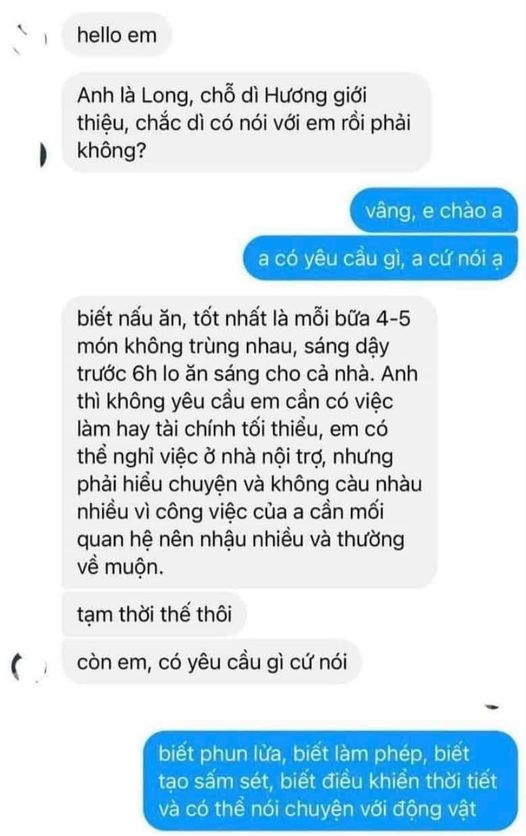 hello em
Anh là Long, chỗ dì Hương giới
thiệu, chắc dì có nói với em rồi phải
không?
vâng, e chào a
a có yêu cầu gì, a cứ nói ạ
biết nấu ăn, tốt nhất là mỗi bữa 4-5
món không trùng nhau, sáng dậy
trước 6h lo ăn sáng cho cả nhà. Anh
thì không yêu cầu em cần có việc
làm hay tài chính tối thiểu, em có
thể nghỉ việc ở nhà nội trợ, nhưng
phải hiểu chuyện và không càu nhàu
nhiều vì công việc của a cần mối
quan hệ nên nhậu nhiều và thường
về muộn.
tạm thời thế thôi
còn em, có yêu cầu gì cứ nói
biết phun lửa, biết làm phép, biết
tạo sấm sét, biết điều khiển thời tiết
và có thể nói chuyện với động vật